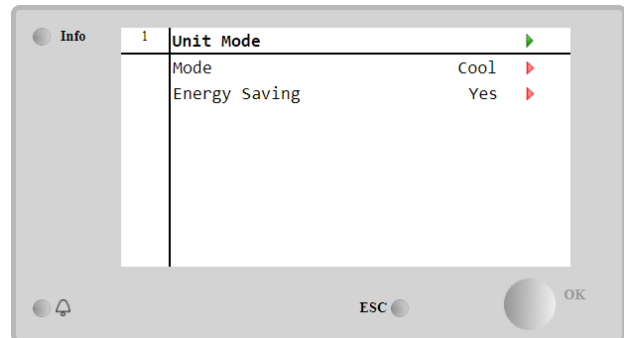 Info
1 Unit Mode
Mode Cool
Energy Saving Yes
ESC
OK